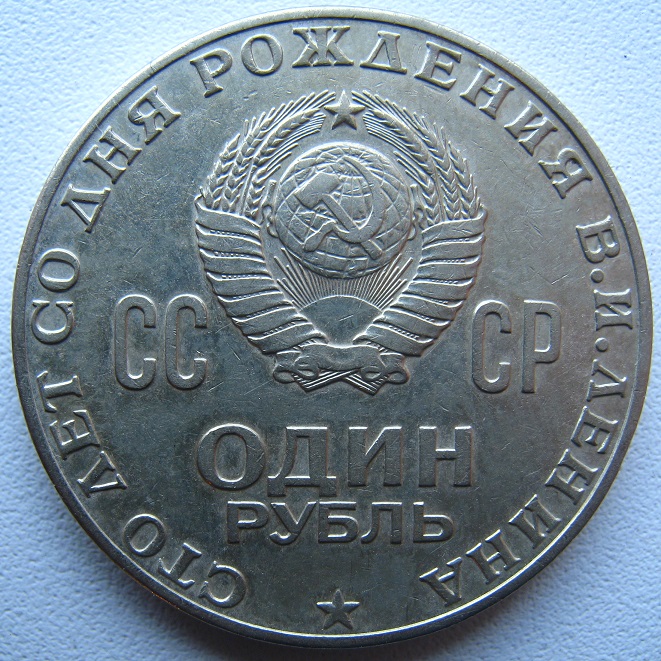 СТО ЛЕТ СО ДНЯ РОЖДЕНИЯ В.И.ЛЕНИНА
СС СР
ОДИН
РУБЛЬ